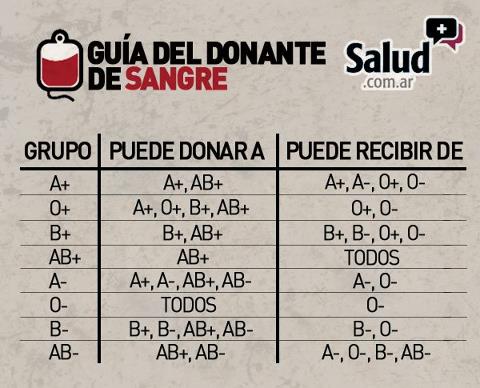 GUÍA DEL DONANTE
DE SANGRE
Salud
.com.ar
GRUPO PUEDE DONAR A PUEDE RECIBIR DE
A+ A+, AB+ A+, A-, O+, O-
O+ A+, O+, B+, AB+ O+, O-
B+ B+, AB+ B+, B-, O+, O-
AB+ AB+ TODOS
A- A+, A-, AB+, AB- A-, O-
O- TODOS O-
B- B+, B-, AB+, AB- B-, O-
AB- AB+, AB- A-, O-, B-, AB-